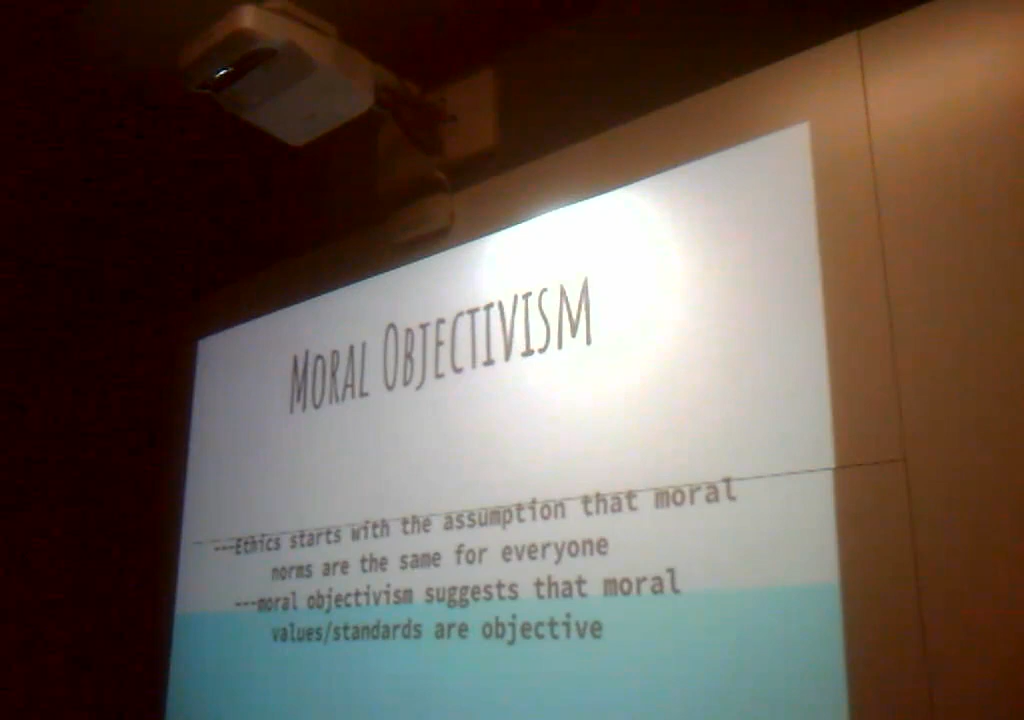 Moral Objectivism
---Ethics starts with the assumption that moral
norms are the same for everyone
---moral objectivism suggests that moral
values/standards are objective